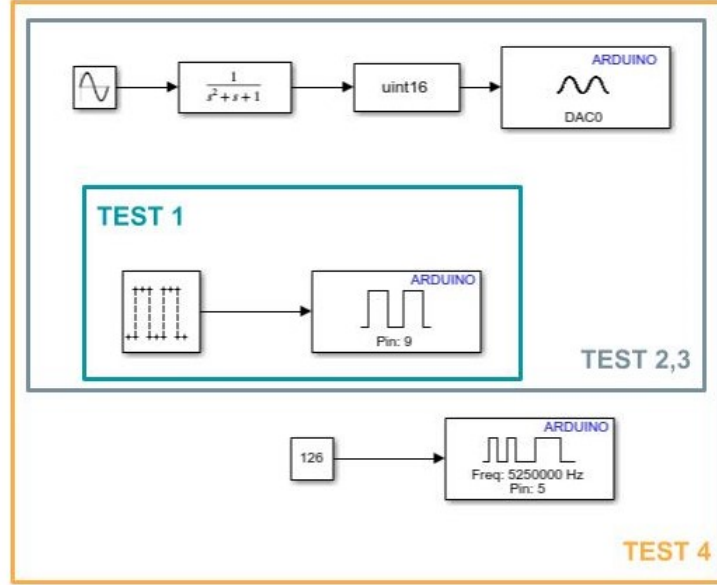 ARDUINO
1
s²+s+1
uint16
DAC0
TEST 1
ARDUINO
Pin: 9
TEST 2,3
ARDUINO
126
Freq: 5250000 Hz
Pin: 5
TEST 4